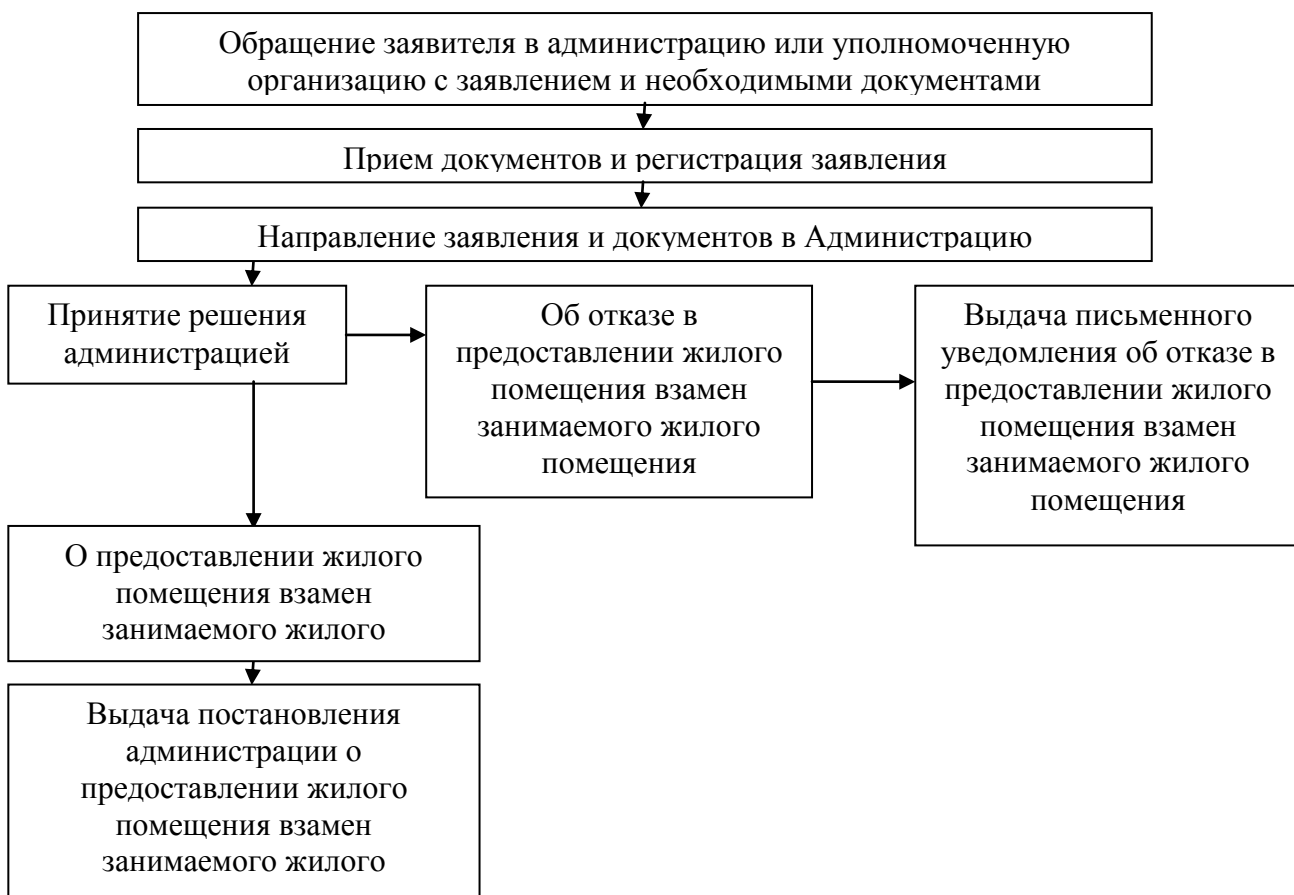 Обращение заявителя в администрацию или уполномоченную
организацию с заявлением и необходимыми документами
Прием документов и регистрация заявления
Направление заявления и документов в Администрацию
Принятие решения
администрацией
Об отказе в
предоставлении жилого
помещения взамен
занимаемого жилого
помещения
Выдача письменного
уведомления об отказе в
предоставлении жилого
помещения взамен
занимаемого жилого
помещения
О предоставлении жилого
помещения взамен
занимаемого жилого
Выдача постановления
администрации о
предоставлении жилого
помещения взамен
занимаемого жилого